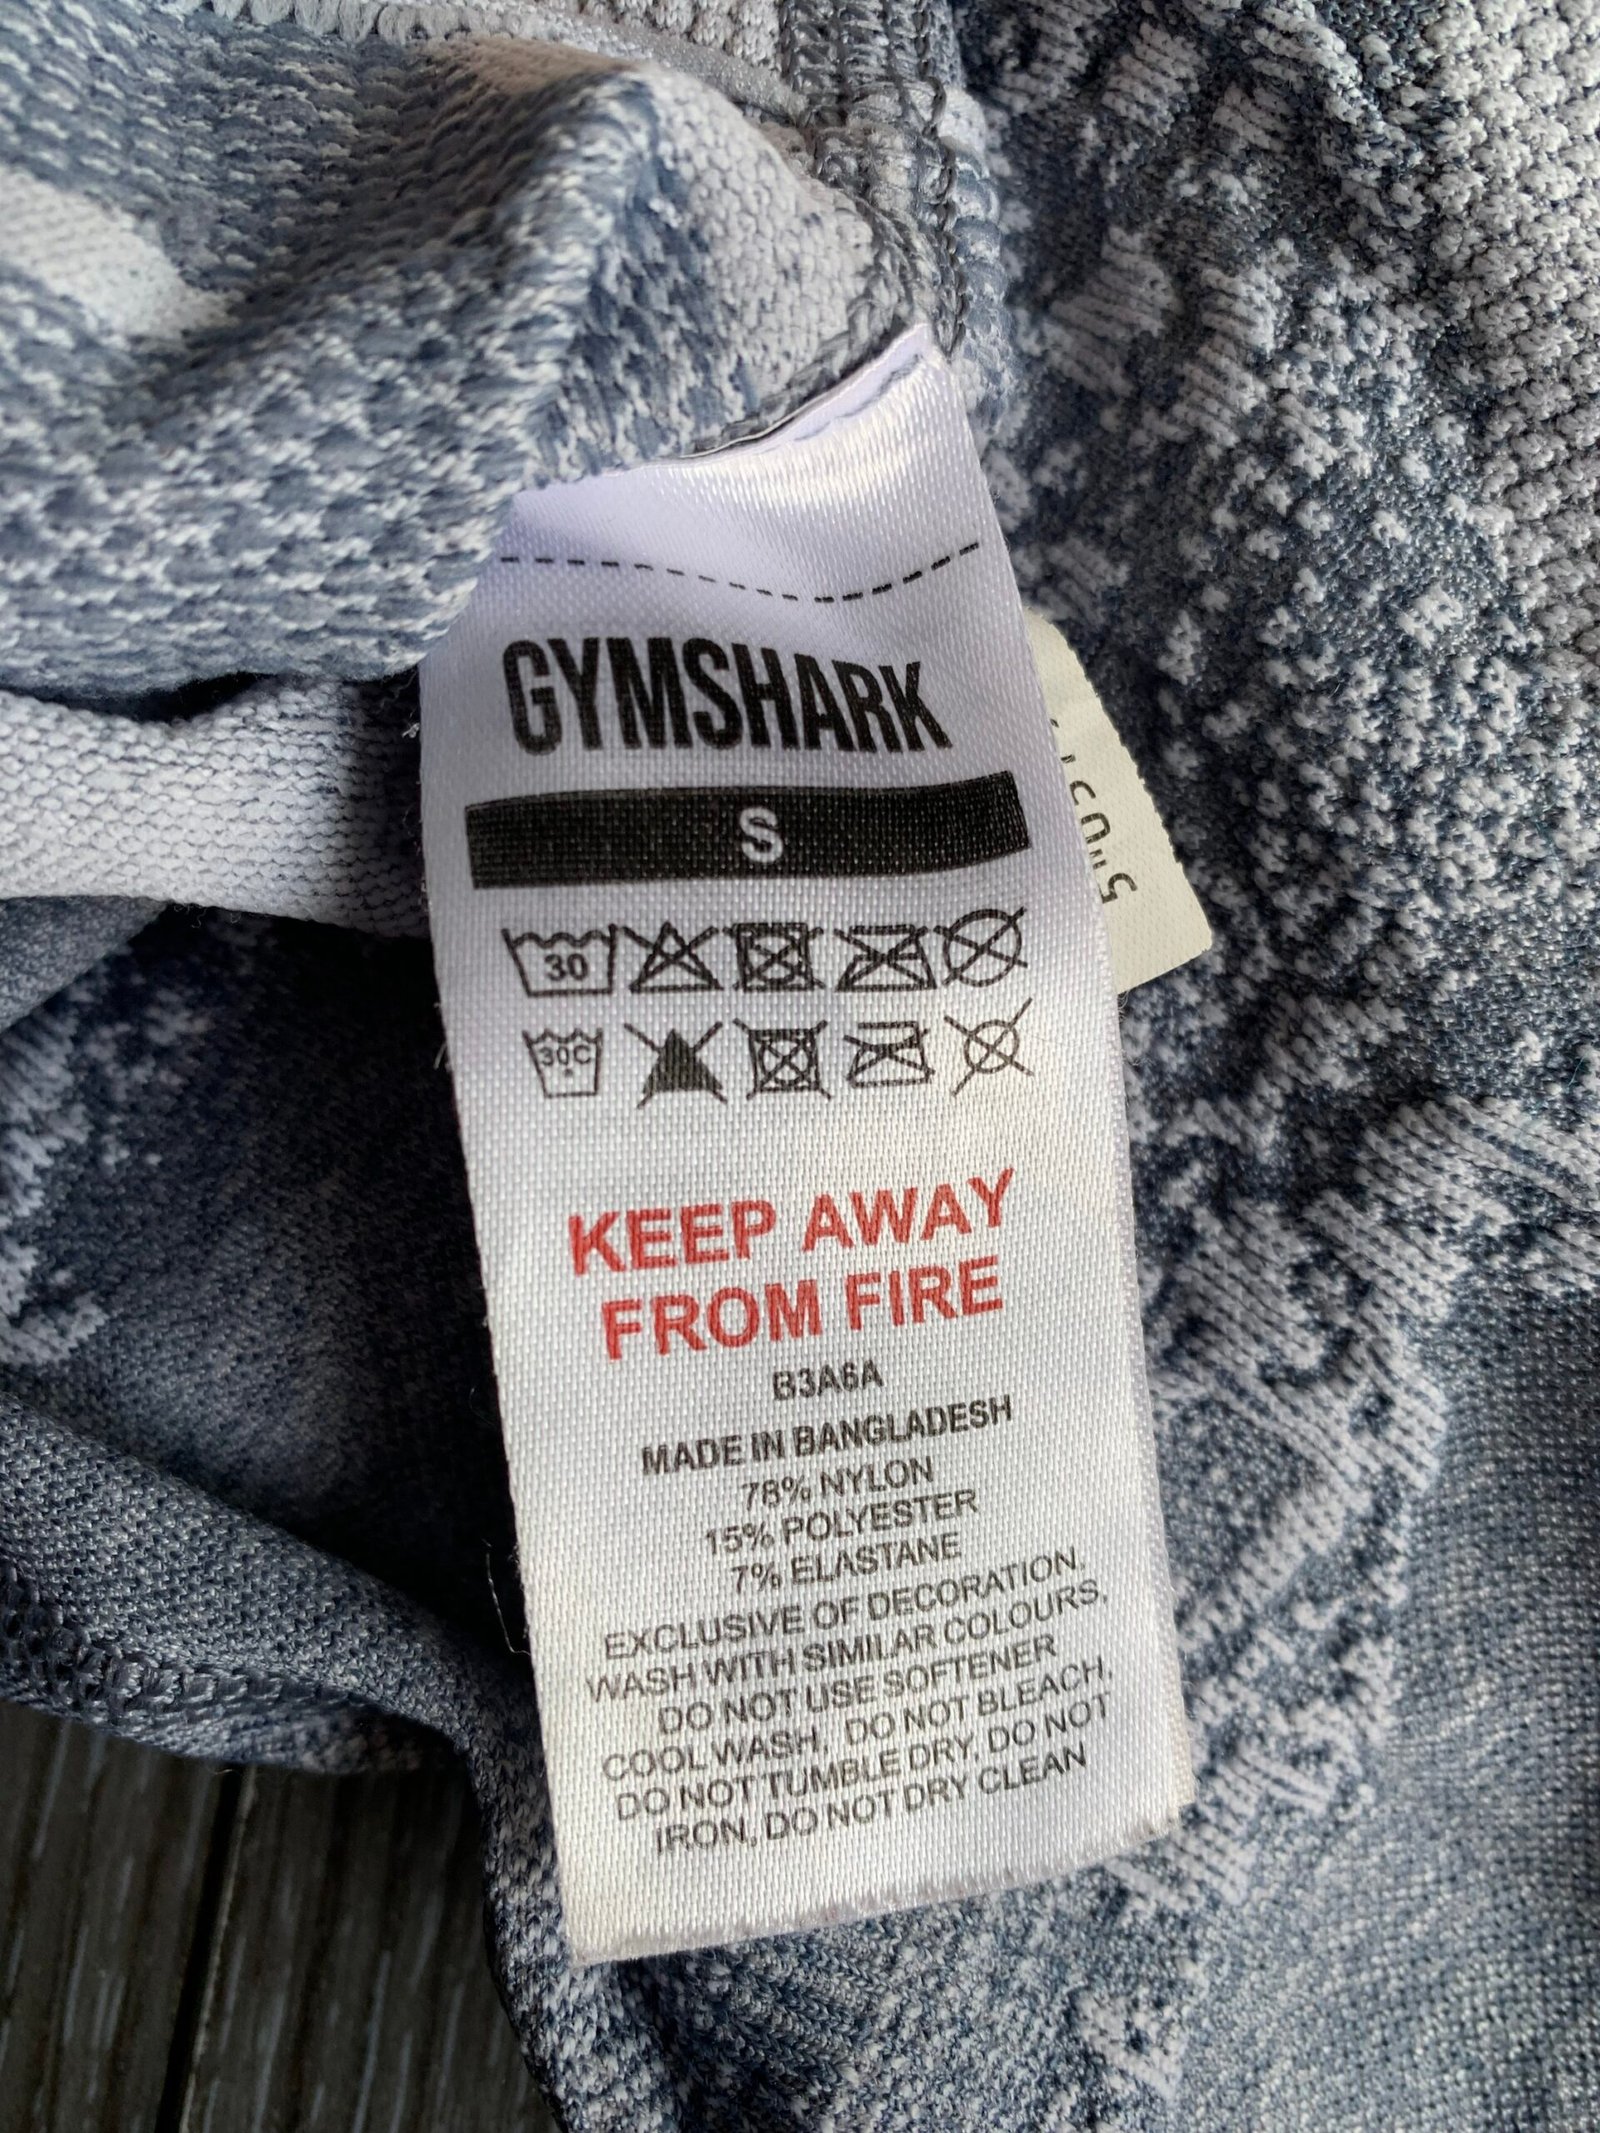 GYMSHARK
S
30
30C
KEEP AWAY
FROM FIRE
B3A6A
MADE IN BANGLADESH
78% NYLON
15% POLYESTER
7% ELASTANE
EXCLUSIVE OF DECORATION.
WASH WITH SIMILAR COLOURS.
DO NOT USE SOFTENER
COOL WASH, DO NOT BLEACH,
DO NOT TUMBLE DRY, DO NOT
IRON, DO NOT DRY CLEAN